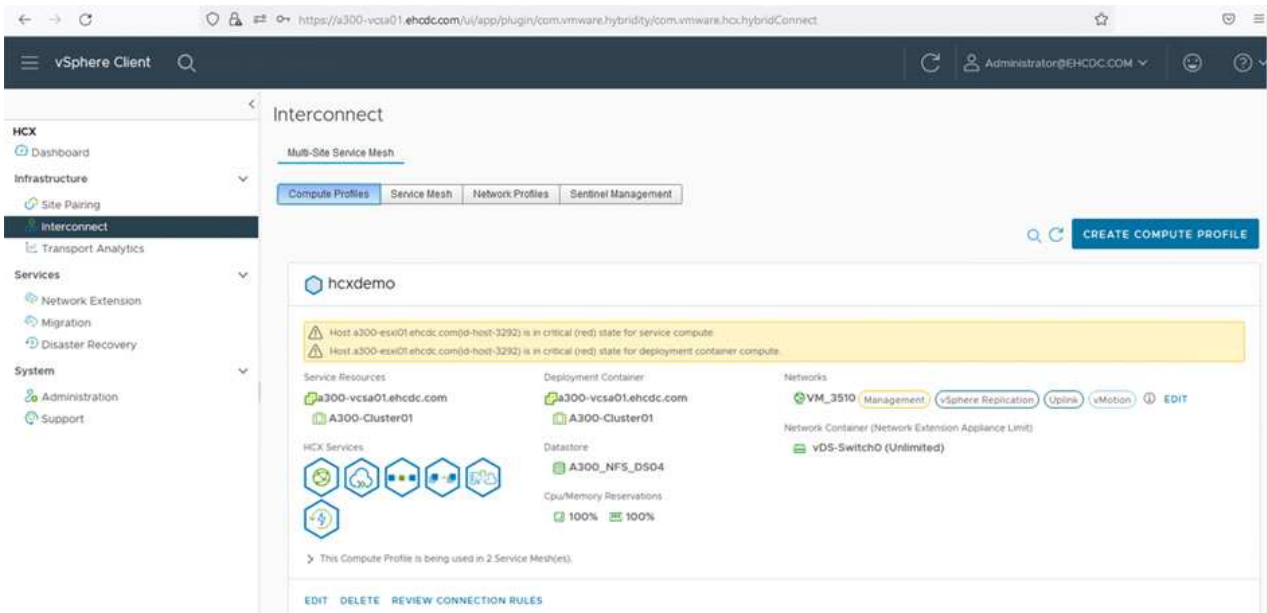 https://a300-vcsa01.ehcdc.com/ui/app/plugin/com.vmware.hybridity/com.vmware.hcx.hybridConnect
vSphere Client
Administrator@EHCDC.COM
HCX
Dashboard
Infrastructure
Site Pairing
Interconnect
Transport Analytics
Services
Network Extension
Migration
Disaster Recovery
System
Administration
Support
Interconnect
Multi-Site Service Mesh
Compute Profiles Service Mesh Network Profiles Sentinel Management
CREATE COMPUTE PROFILE
hcxdemo
Host a300-esxi01.ehcdc.com(id-host-3292) is in critical (red) state for service compute.
Host a300-esxi01.ehcdc.com(id-host-3292) is in critical (red) state for deployment container compute.
Service Resources
a300-vcsa01.ehcdc.com
A300-Cluster01
HCX Services
Deployment Container
a300-vcsa01.ehcdc.com
A300-Cluster01
Datastore
A300_NFS_DS04
Cpu/Memory Reservations
100% 100%
Networks
VM_3510 Management vSphere Replication Uplink vMotion EDIT
Network Container (Network Extension Appliance Limit)
vDS-Switch0 (Unlimited)
This Compute Profile is being used in 2 Service Mesh(es).
EDIT DELETE REVIEW CONNECTION RULES